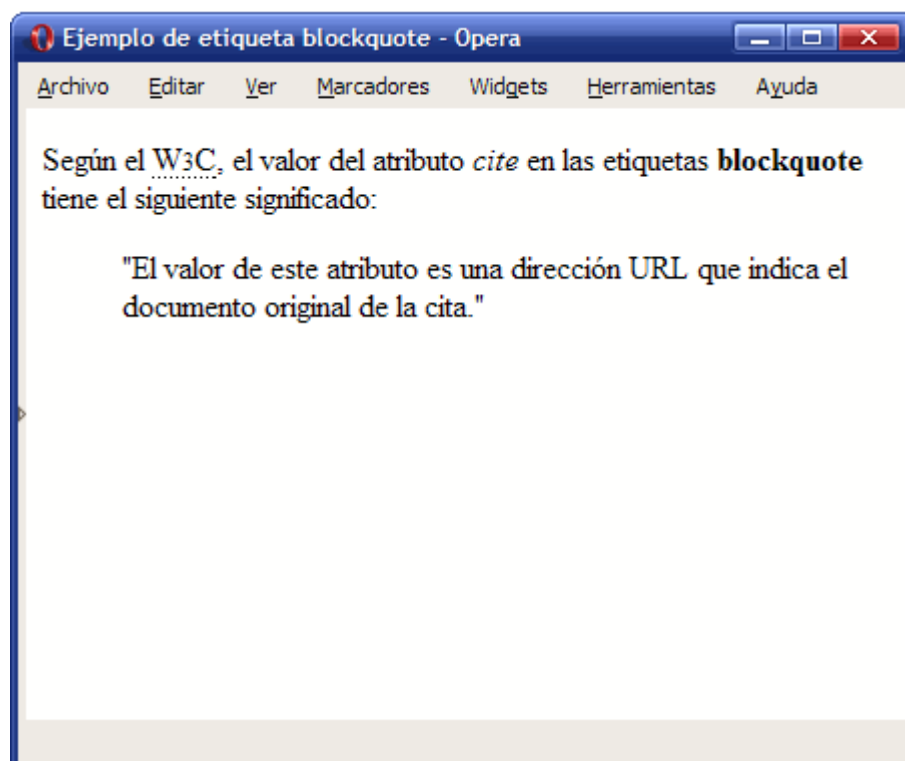 Ejemplo de etiqueta blockquote - Opera
Archivo Editar Ver Marcadores Widgets Herramientas Ayuda
Según el W3C, el valor del atributo cite en las etiquetas blockquote
tiene el siguiente significado:
"El valor de este atributo es una dirección URL que indica el
documento original de la cita."